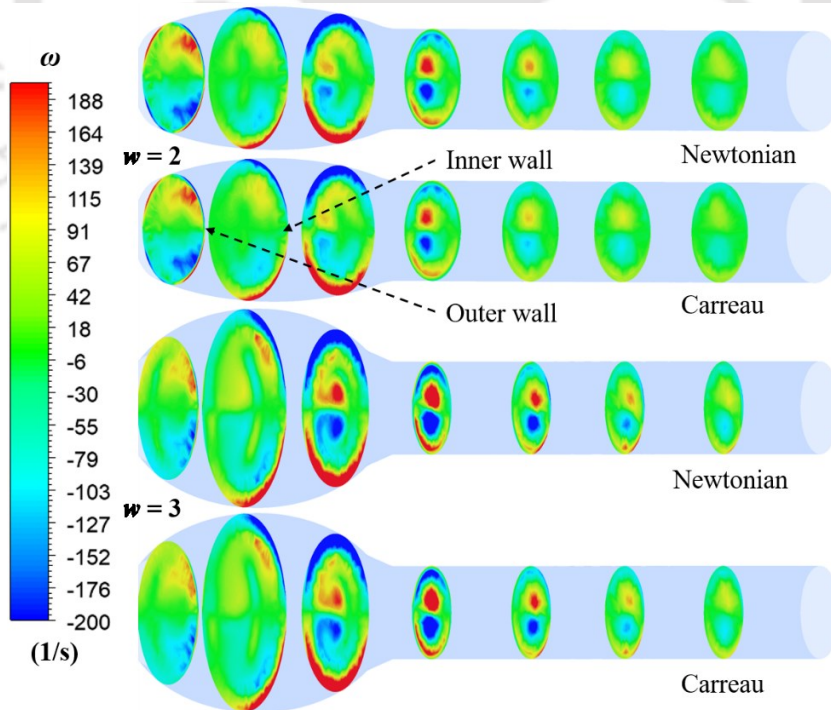 ω
188
164
139
115
91
67
42
18
-6
-30
-55
-79
-103
-127
-152
-176
-200
(1/s)
Newtonian
w = 2
Inner wall
Carreau
Outer wall
Newtonian
w = 3
Carreau